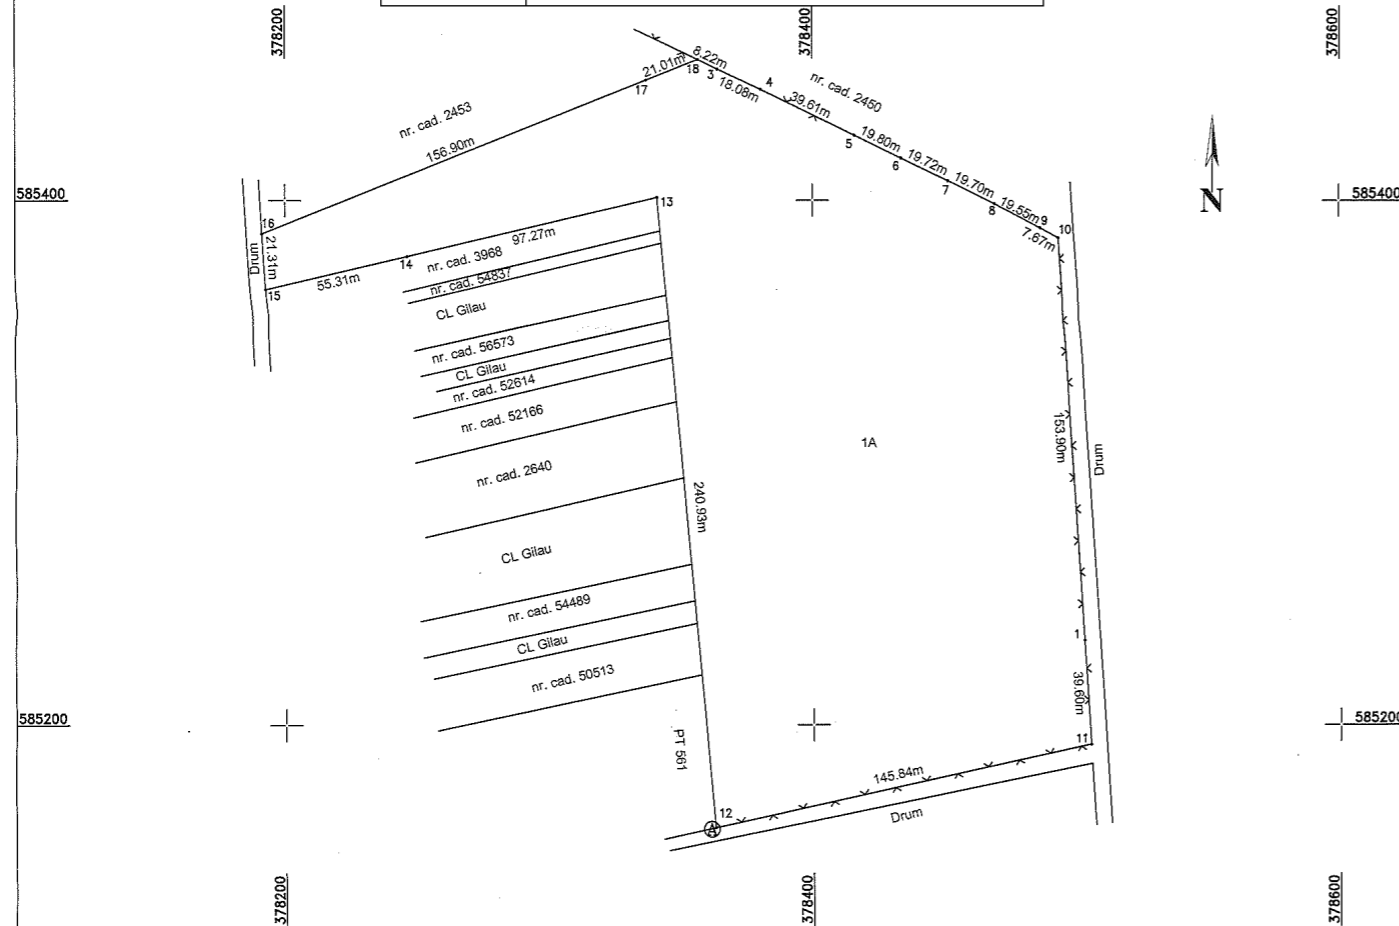 378200
378400
378600
8.22m
21.01m
18
3
17
18.08m
4
nr. cad. 2450
39.61m
nr. cad. 2453
156.90m
5
19.80m
6
19.72m
7
19.70m
8
19.55m
9
10
7.67m
N
585400
585400
13
16
21.31m
Drum
15
55.31m
14
97.27m
nr. cad. 3968
nr. cad. 54837
CL Gilau
nr. cad. 56573
CL Gilau
nr. cad. 52614
nr. cad. 52166
nr. cad. 2640
CL Gilau
nr. cad. 54489
CL Gilau
nr. cad. 50513
240.93m
PT 561
1A
153.90m
Drum
1
39.60m
11
585200
585200
145.84m
12
A
Drum
378200
378400
378600